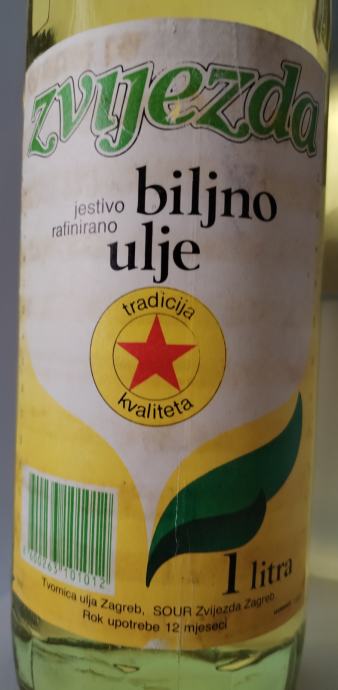 zvijezda
jestivo
rafinirano
biljno
ulje
tradicija
kvaliteta
1 litra
Tvornica ulja Zagreb, SOUR Zvijezda Zagreb
Rok upotrebe 12 mjeseci